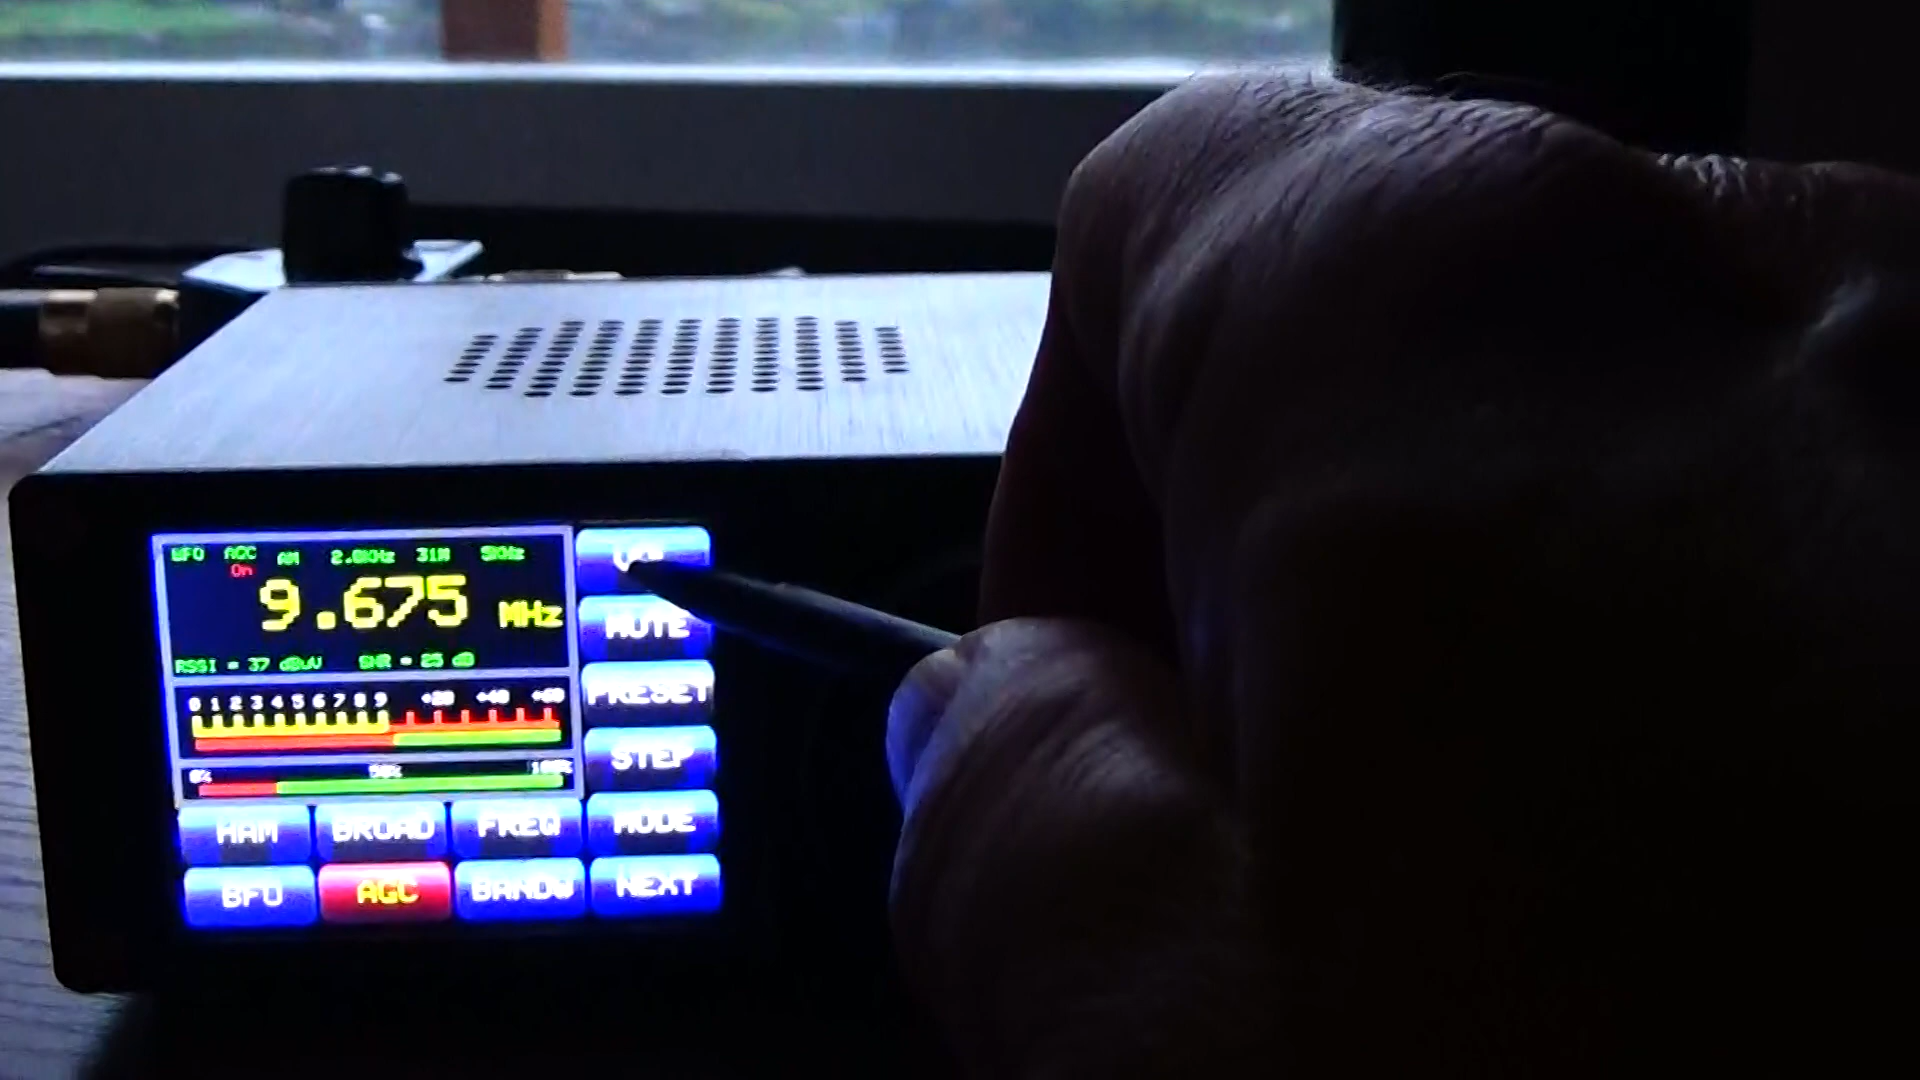 BFO AGC AM 2.0KHz 31M 5KHz
On
9.675 MHz
RSSI = 37 dBuV SNR = 25 dB
0 1 2 3 4 5 6 7 8 9 +20 +40 +60
0% 50% 100%
MUTE
PRESET
STEP
HAM BROAD FREQ MODE
BFO AGC BANDW NEXT